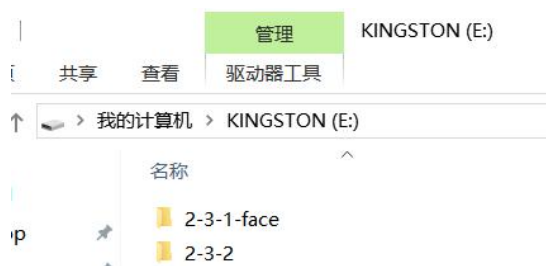 管理 KINGSTON (E:)
共享 查看 驱动器工具
我的计算机 > KINGSTON (E:)
名称
2-3-1-face
op
2-3-2